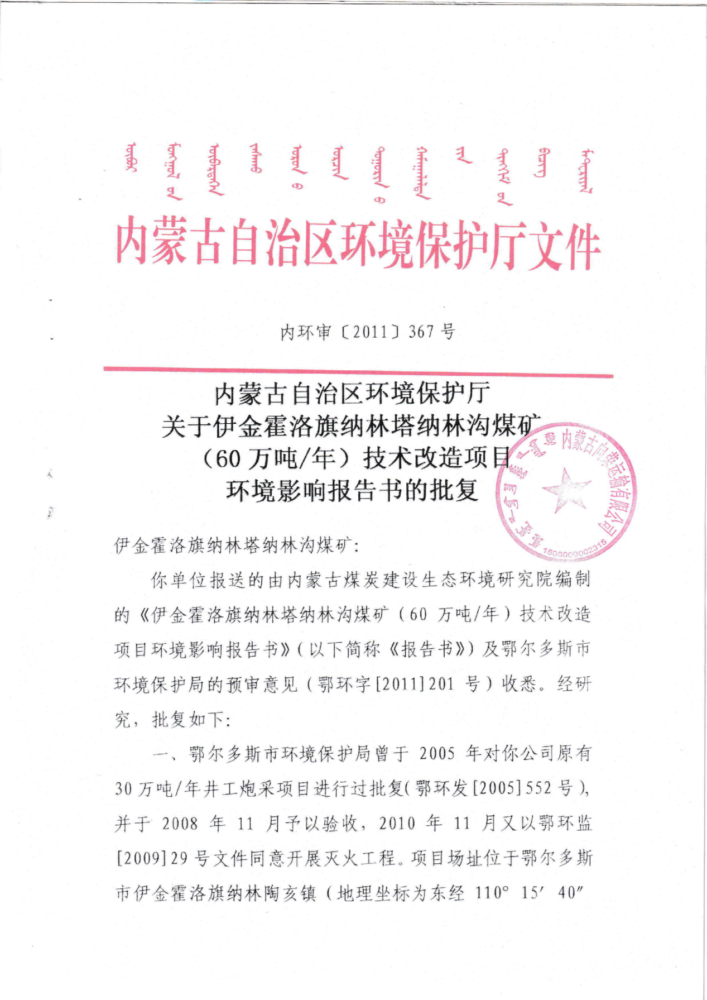 内蒙古自治区环境保护厅文件
内环审〔2011〕367号
内蒙古自治区环境保护厅
关于伊金霍洛旗纳林塔纳林沟煤矿
（60万吨/年）技术改造项目
环境影响报告书的批复
内蒙古向荣运输有限公司
1506000002315
伊金霍洛旗纳林塔纳林沟煤矿：
你单位报送的由内蒙古煤炭建设生态环境研究院编制
的《伊金霍洛旗纳林塔纳林沟煤矿（60 万吨/年）技术改造
项目环境影响报告书》（以下简称《报告书》）及鄂尔多斯市
环境保护局的预审意见（鄂环字[2011]201 号）收悉。经研
究，批复如下：
一、鄂尔多斯市环境保护局曾于 2005 年对你公司原有
30万吨/年井工炮采项目进行过批复（鄂环发[2005]552号），
并于 2008 年 11 月予以验收，2010 年 11 月又以鄂环监
[2009]29号文件同意开展灭火工程。项目场址位于鄂尔多斯
市伊金霍洛旗纳林陶亥镇（地理坐标为东经 110° 15′ 40″